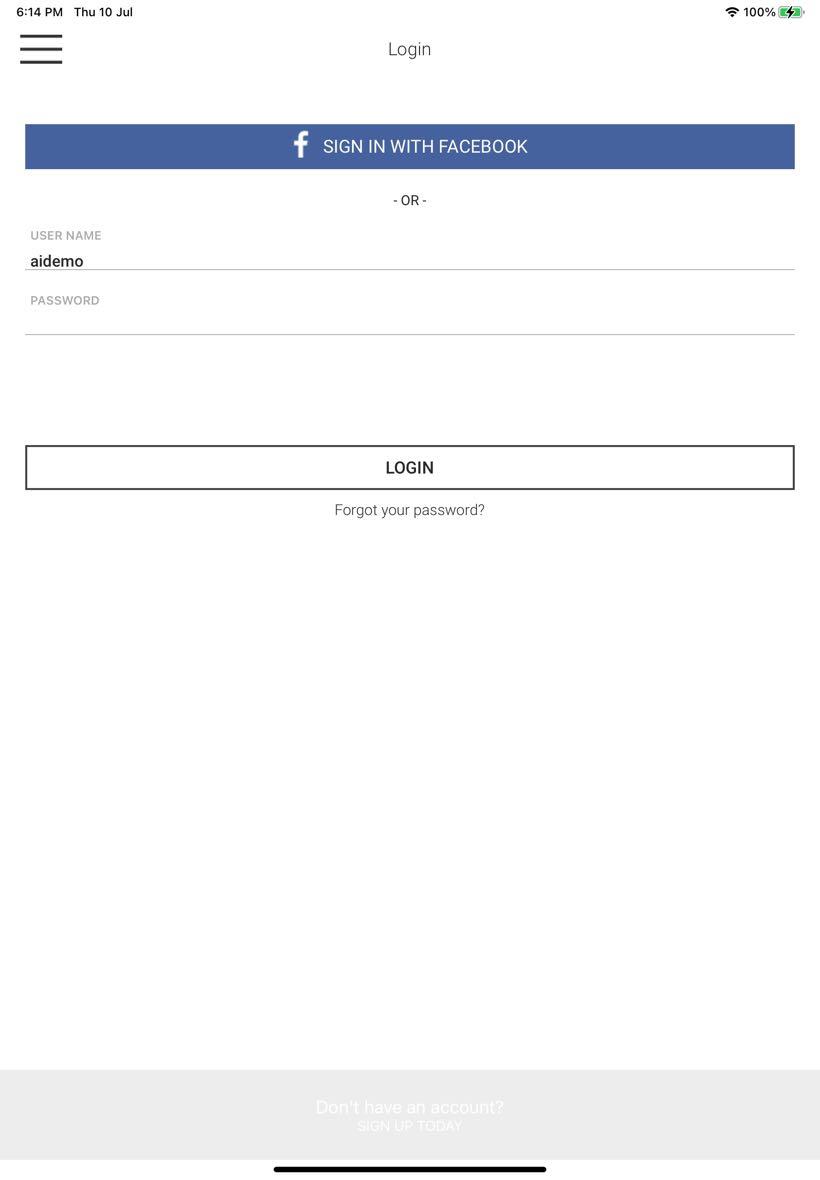 6:14 PM Thu 10 Jul 100%
Login
SIGN IN WITH FACEBOOK
- OR -
USER NAME
aidemo
PASSWORD
LOGIN
Forgot your password?
Don't have an account?
SIGN UP TODAY